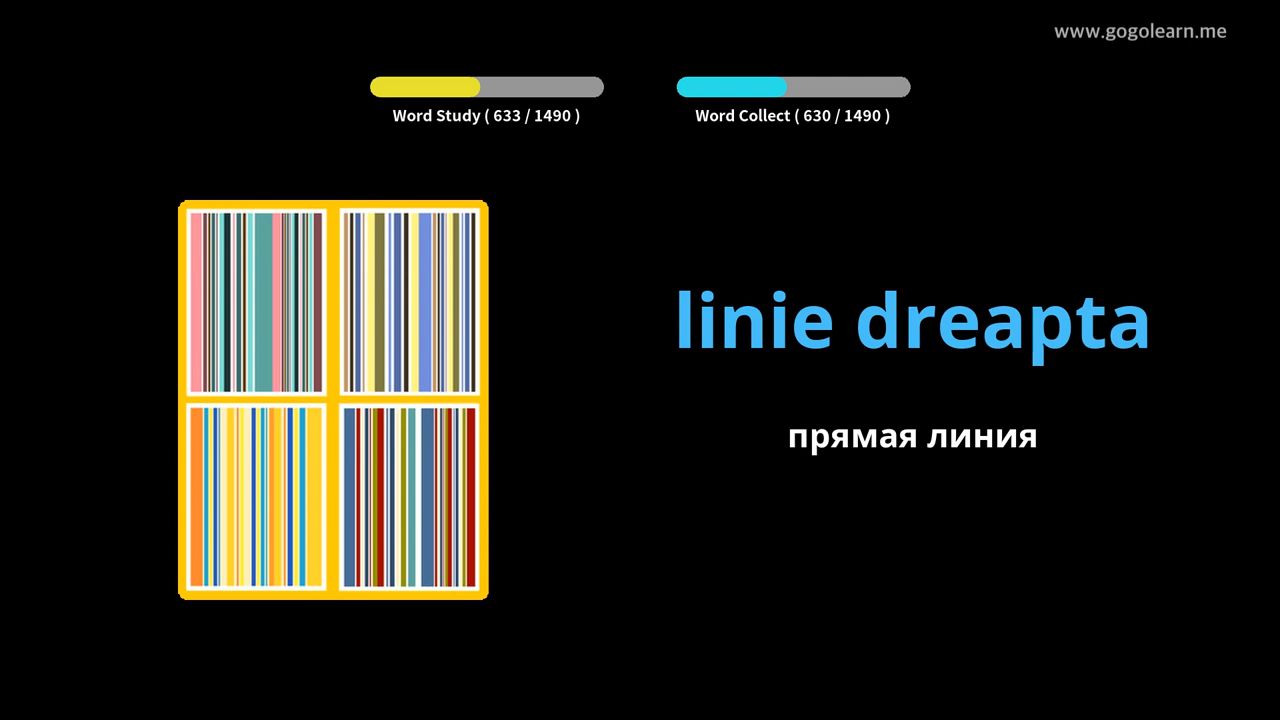 www.gogolearn.me
Word Study ( 633 / 1490 )
Word Collect ( 630 / 1490 )
linie dreapta
прямая линия